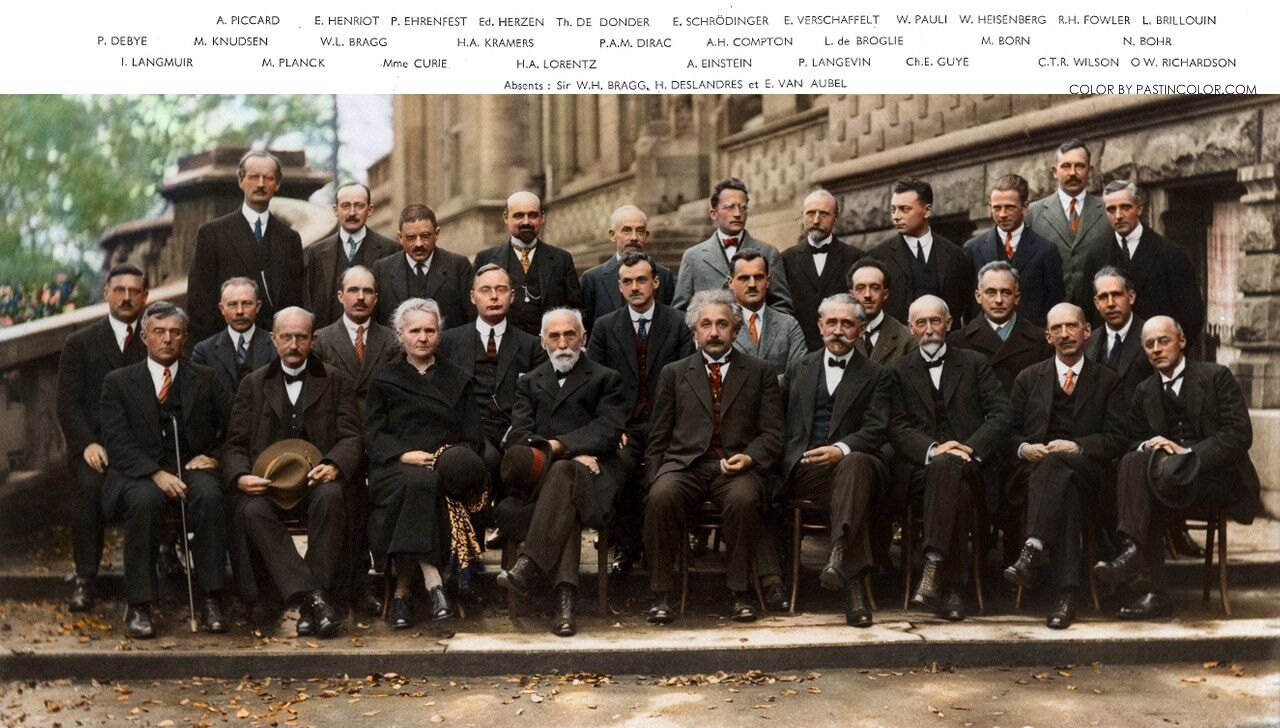 A. PICCARD E. HENRIOT P. EHRENFEST Ed. HERZEN Th. DE DONDER E. SCHRÖDINGER E. VERSCHAFFELT W. PAULI W. HEISENBERG R.H. FOWLER L. BRILLOUIN
P. DEBYE M. KNUDSEN W.L. BRAGG H.A. KRAMERS P.A.M. DIRAC A.H. COMPTON L. de BROGLIE M. BORN N. BOHR
I. LANGMUIR M. PLANCK Mme CURIE H.A. LORENTZ A. EINSTEIN P. LANGEVIN Ch.E. GUYE C.T.R. WILSON O.W. RICHARDSON
Absents : Sir W.H. BRAGG, H. DESLANDRES et E. VAN AUBEL
COLOR BY PASTINCOLOR.COM